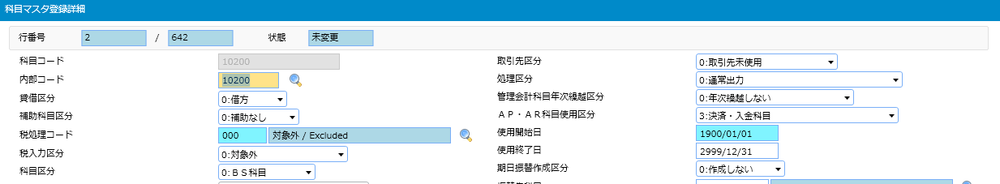 科目マスタ登録詳細
行番号 2 / 642 状態 未変更
科目コード 10200
内部コード 10200
貸借区分 0:借方
補助科目区分 0:補助なし
税処理コード 000 対象外 / Excluded
税入力区分 0:対象外
科目区分 0:ＢＳ科目
取引先区分 0:取引先未使用
処理区分 0:通常出力
管理会計科目年次繰越区分 0:年次繰越しない
ＡＰ・ＡＲ科目使用区分 3:決済・入金科目
使用開始日 1900/01/01
使用終了日 2999/12/31
期日振替作成区分 0:作成しない